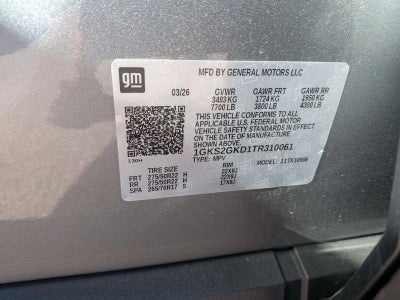 gm
MFD BY GENERAL MOTORS LLC
03/26 GVWR GAWR FRT GAWR RR
3493 KG 1724 KG 1950 KG
7700 LB 3800 LB 4300 LB
THIS VEHICLE CONFORMS TO ALL
APPLICABLE U.S. FEDERAL MOTOR
VEHICLE SAFETY STANDARDS IN EFFECT
ON THE DATE OF MANUFACTURE
SHOWN ABOVE.
1GKS2GKD1TR310061
TYPE: MPV MODEL: 11TK10906
TIRE SIZE RIM
FRT 275/50R22 H 22X9J
RR 275/50R22 H 22X9J
SPA 265/70R17 S 17X8J